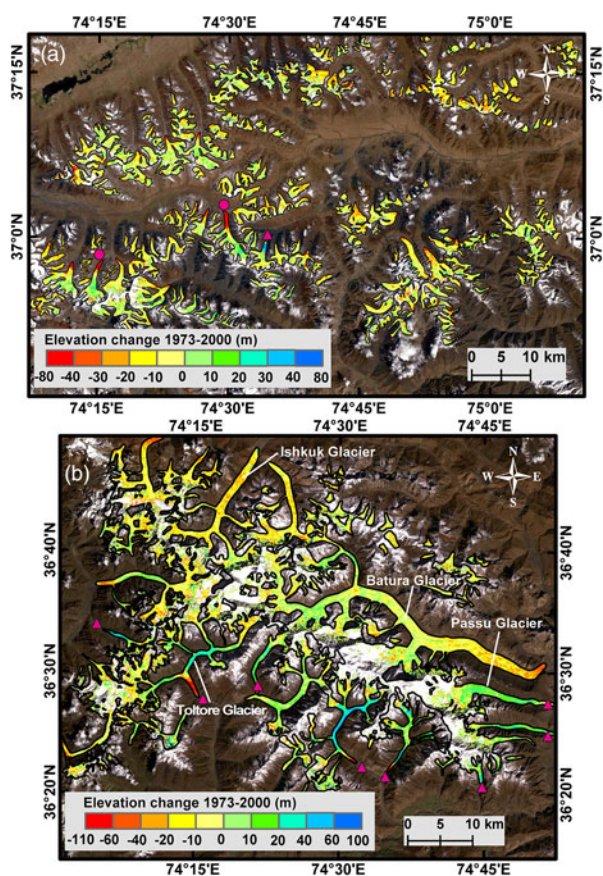 74°15'E 74°30'E 74°45'E 75°0'E
(a)
N
W E
S
37°15'N 37°15'N
37°0'N 37°0'N
Elevation change 1973-2000 (m)
-80 -40 -30 -20 -10 0 10 20 30 40 80
0 5 10 km
74°15'E 74°30'E 74°45'E 75°0'E
74°15'E 74°30'E 74°45'E
(b)
Ishkuk Glacier
N
W E
S
36°40'N 36°40'N
Batura Glacier
Passu Glacier
36°30'N 36°30'N
Toltore Glacier
36°20'N 36°20'N
Elevation change 1973-2000 (m)
-110 -60 -40 -20 -10 0 10 20 40 60 100
0 5 10 km
74°15'E 74°30'E 74°45'E